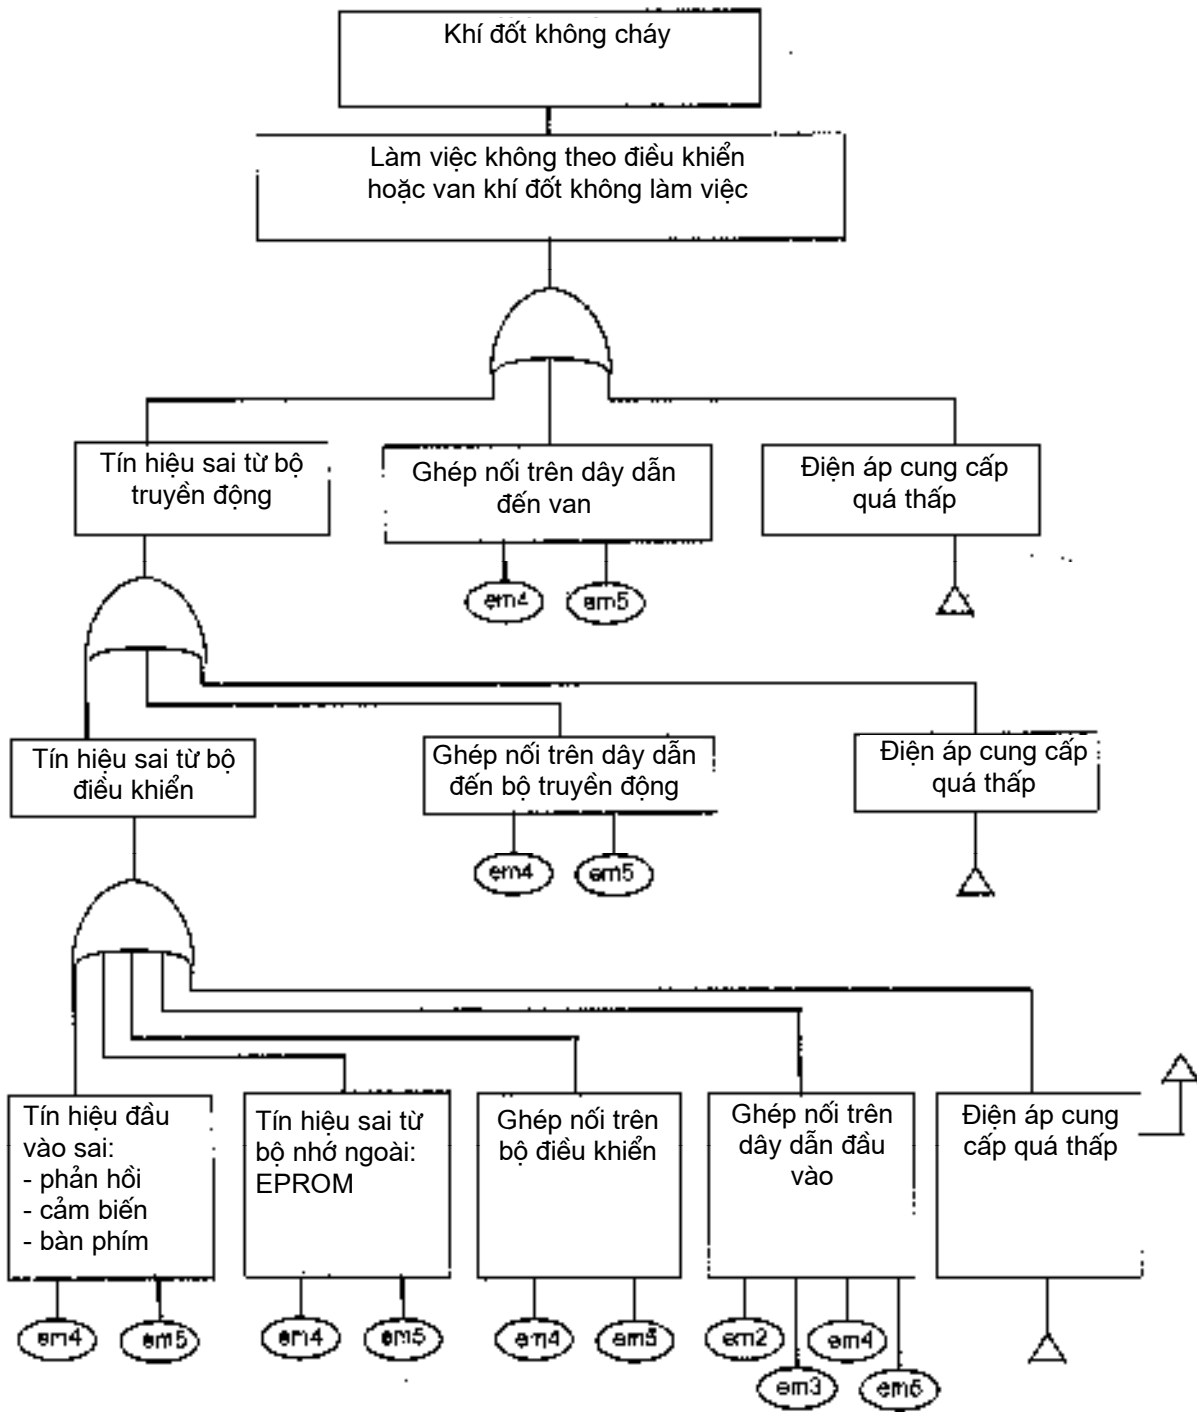 Khí đốt không cháy
Làm việc không theo điều khiển
hoặc van khí đốt không làm việc
Tín hiệu sai từ bộ
truyền động
Ghép nối trên dây dẫn
đến van
Điện áp cung cấp
quá thấp
em4
em5
Tín hiệu sai từ bộ
điều khiển
Ghép nối trên dây dẫn
đến bộ truyền động
Điện áp cung cấp
quá thấp
em4
em5
Tín hiệu đầu
vào sai:
- phản hồi
- cảm biến
- bàn phím
Tín hiệu sai từ
bộ nhớ ngoài:
EPROM
Ghép nối trên
bộ điều khiển
Ghép nối trên
dây dẫn đầu
vào
Điện áp cung
cấp quá thấp
em4
em5
em4
em5
em4
em5
em2
em3
em4